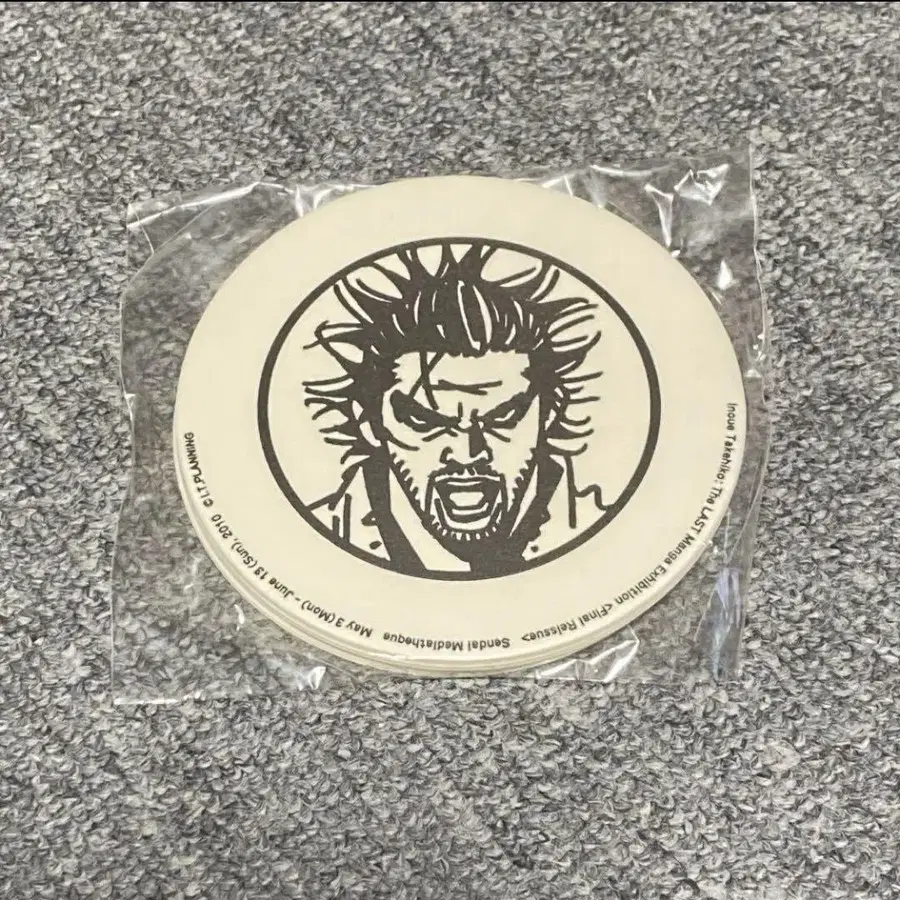 Inoue Takehiko: The LAST Manga Exhibition <Final Reissue> Sendai Mediatheque May 3 (Mon) - June 13 (Sun), 2010 ©I.T.PLANNING